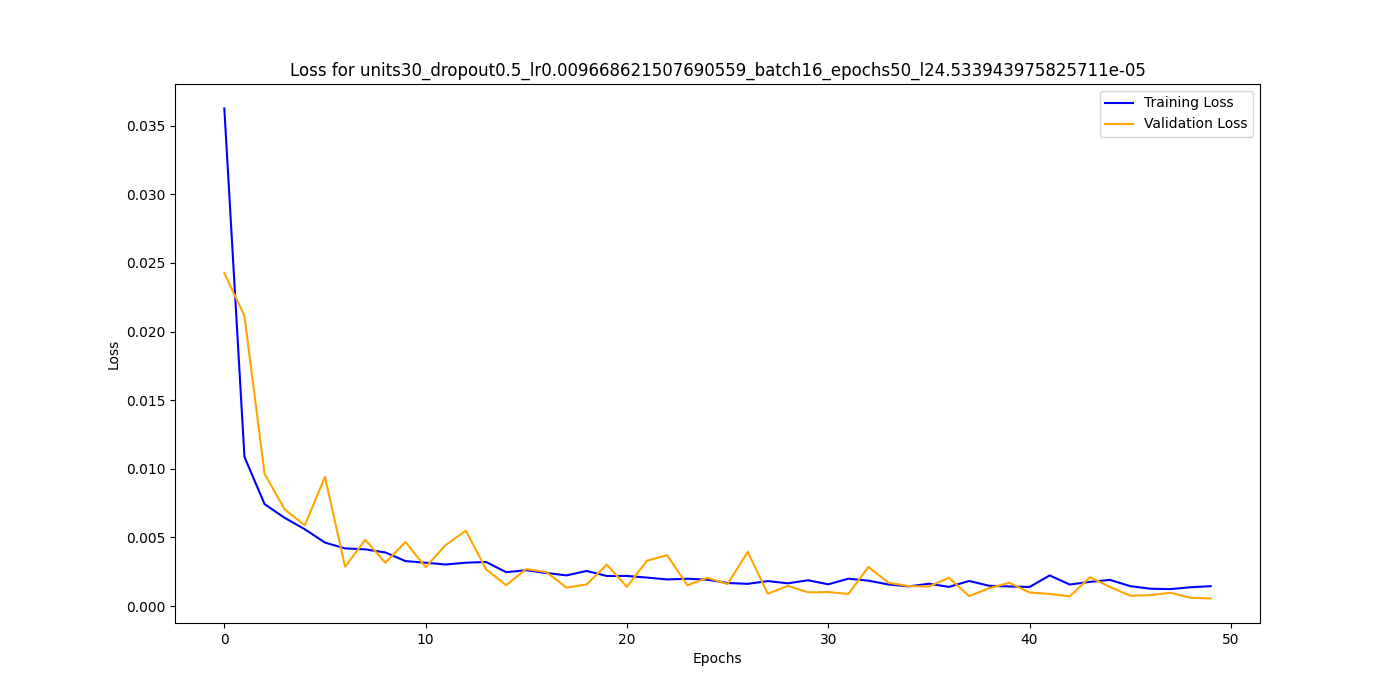 Loss for units30_dropout0.5_lr0.009668621507690559_batch16_epochs50_l24.533943975825711e-05
Training Loss
Validation Loss
0.035
0.030
0.025
0.020
0.015
0.010
0.005
0.000
Loss
0 10 20 30 40 50
Epochs